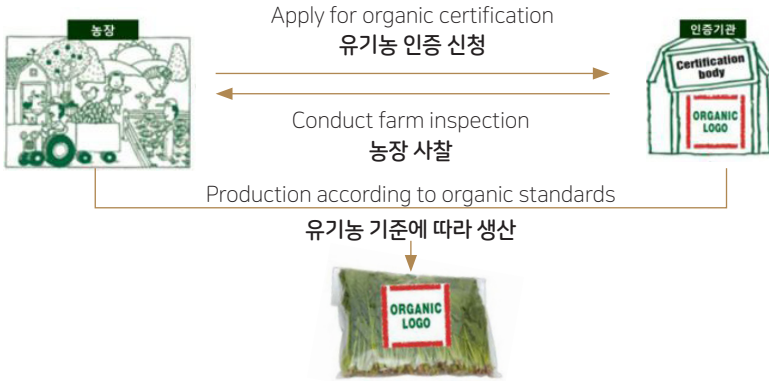 농장
Apply for organic certification
유기농 인증 신청
인증기관
Certification
body
ORGANIC
LOGO
Conduct farm inspection
농장 사찰
Production according to organic standards
유기농 기준에 따라 생산
ORGANIC
LOGO